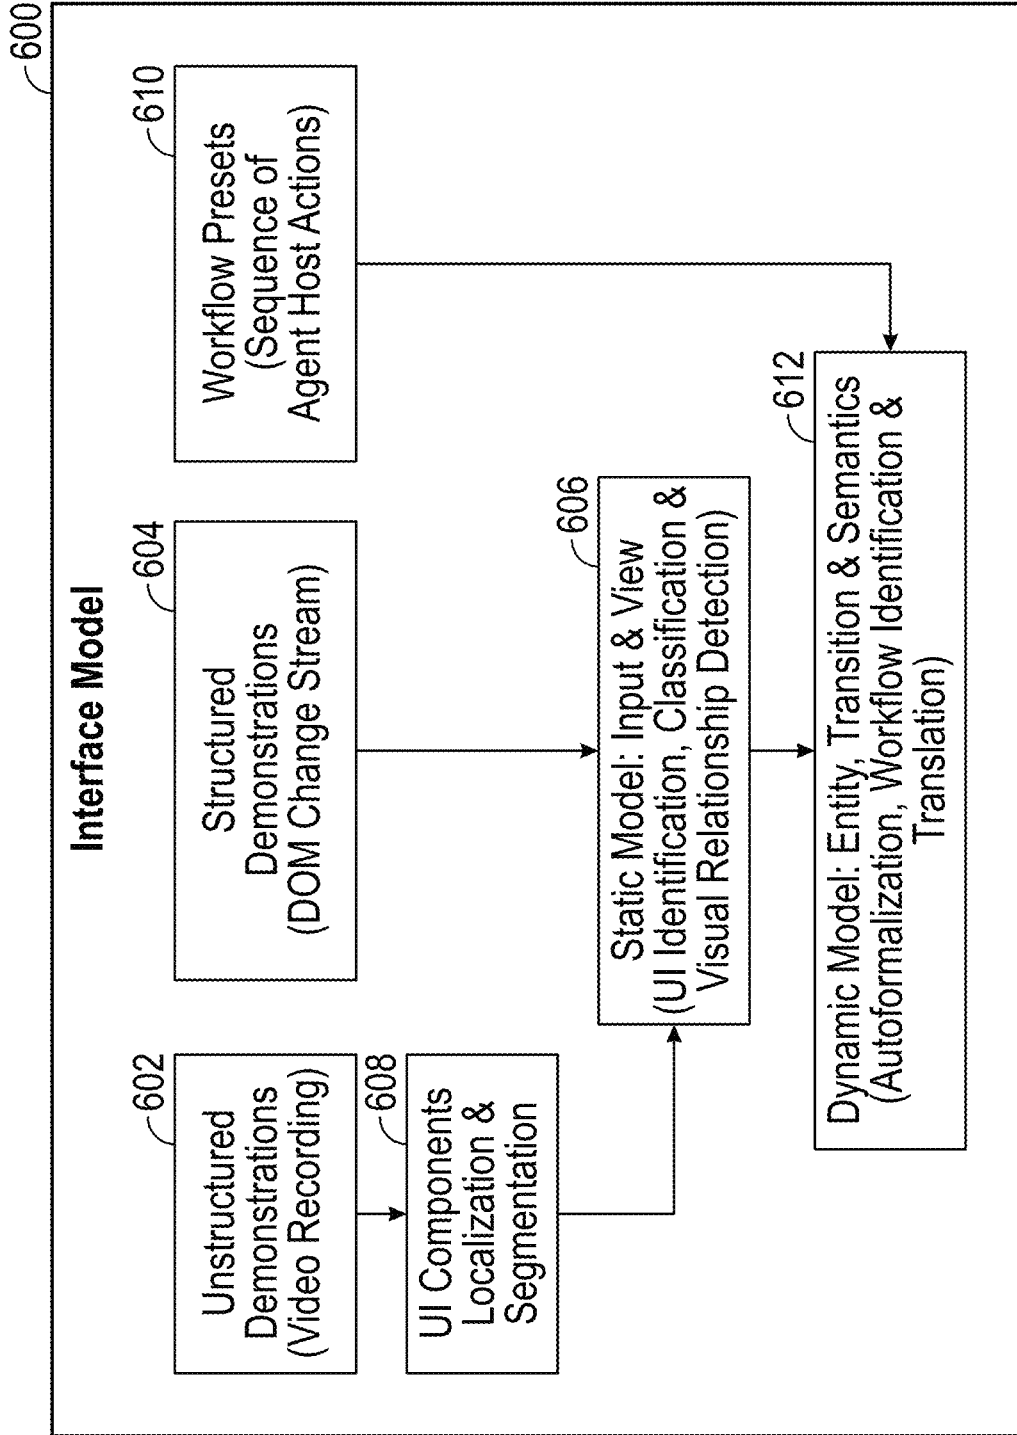 600
Interface Model
602
Unstructured
Demonstrations
(Video Recording)
604
Structured
Demonstrations
(DOM Change Stream)
610
Workflow Presets
(Sequence of
Agent Host Actions)
608
UI Components
Localization &
Segmentation
606
Static Model: Input & View
(UI Identification, Classification &
Visual Relationship Detection)
612
Dynamic Model: Entity, Transition & Semantics
(Autoformalization, Workflow Identification &
Translation)